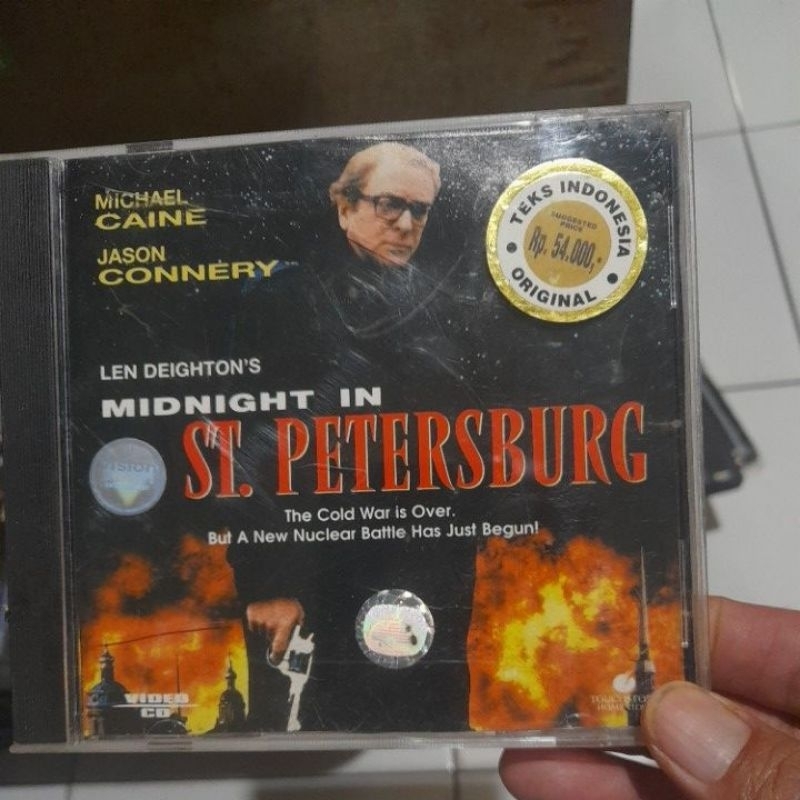 MICHAEL
CAINE
JASON
CONNERY
TEKS INDONESIA
SUGGESTED
PRICE
Rp. 54.000,-
ORIGINAL
LEN DEIGHTON'S
MIDNIGHT IN
ST. PETERSBURG
vision
The Cold War is Over.
But A New Nuclear Battle Has Just Begun!
VIDEO
CD